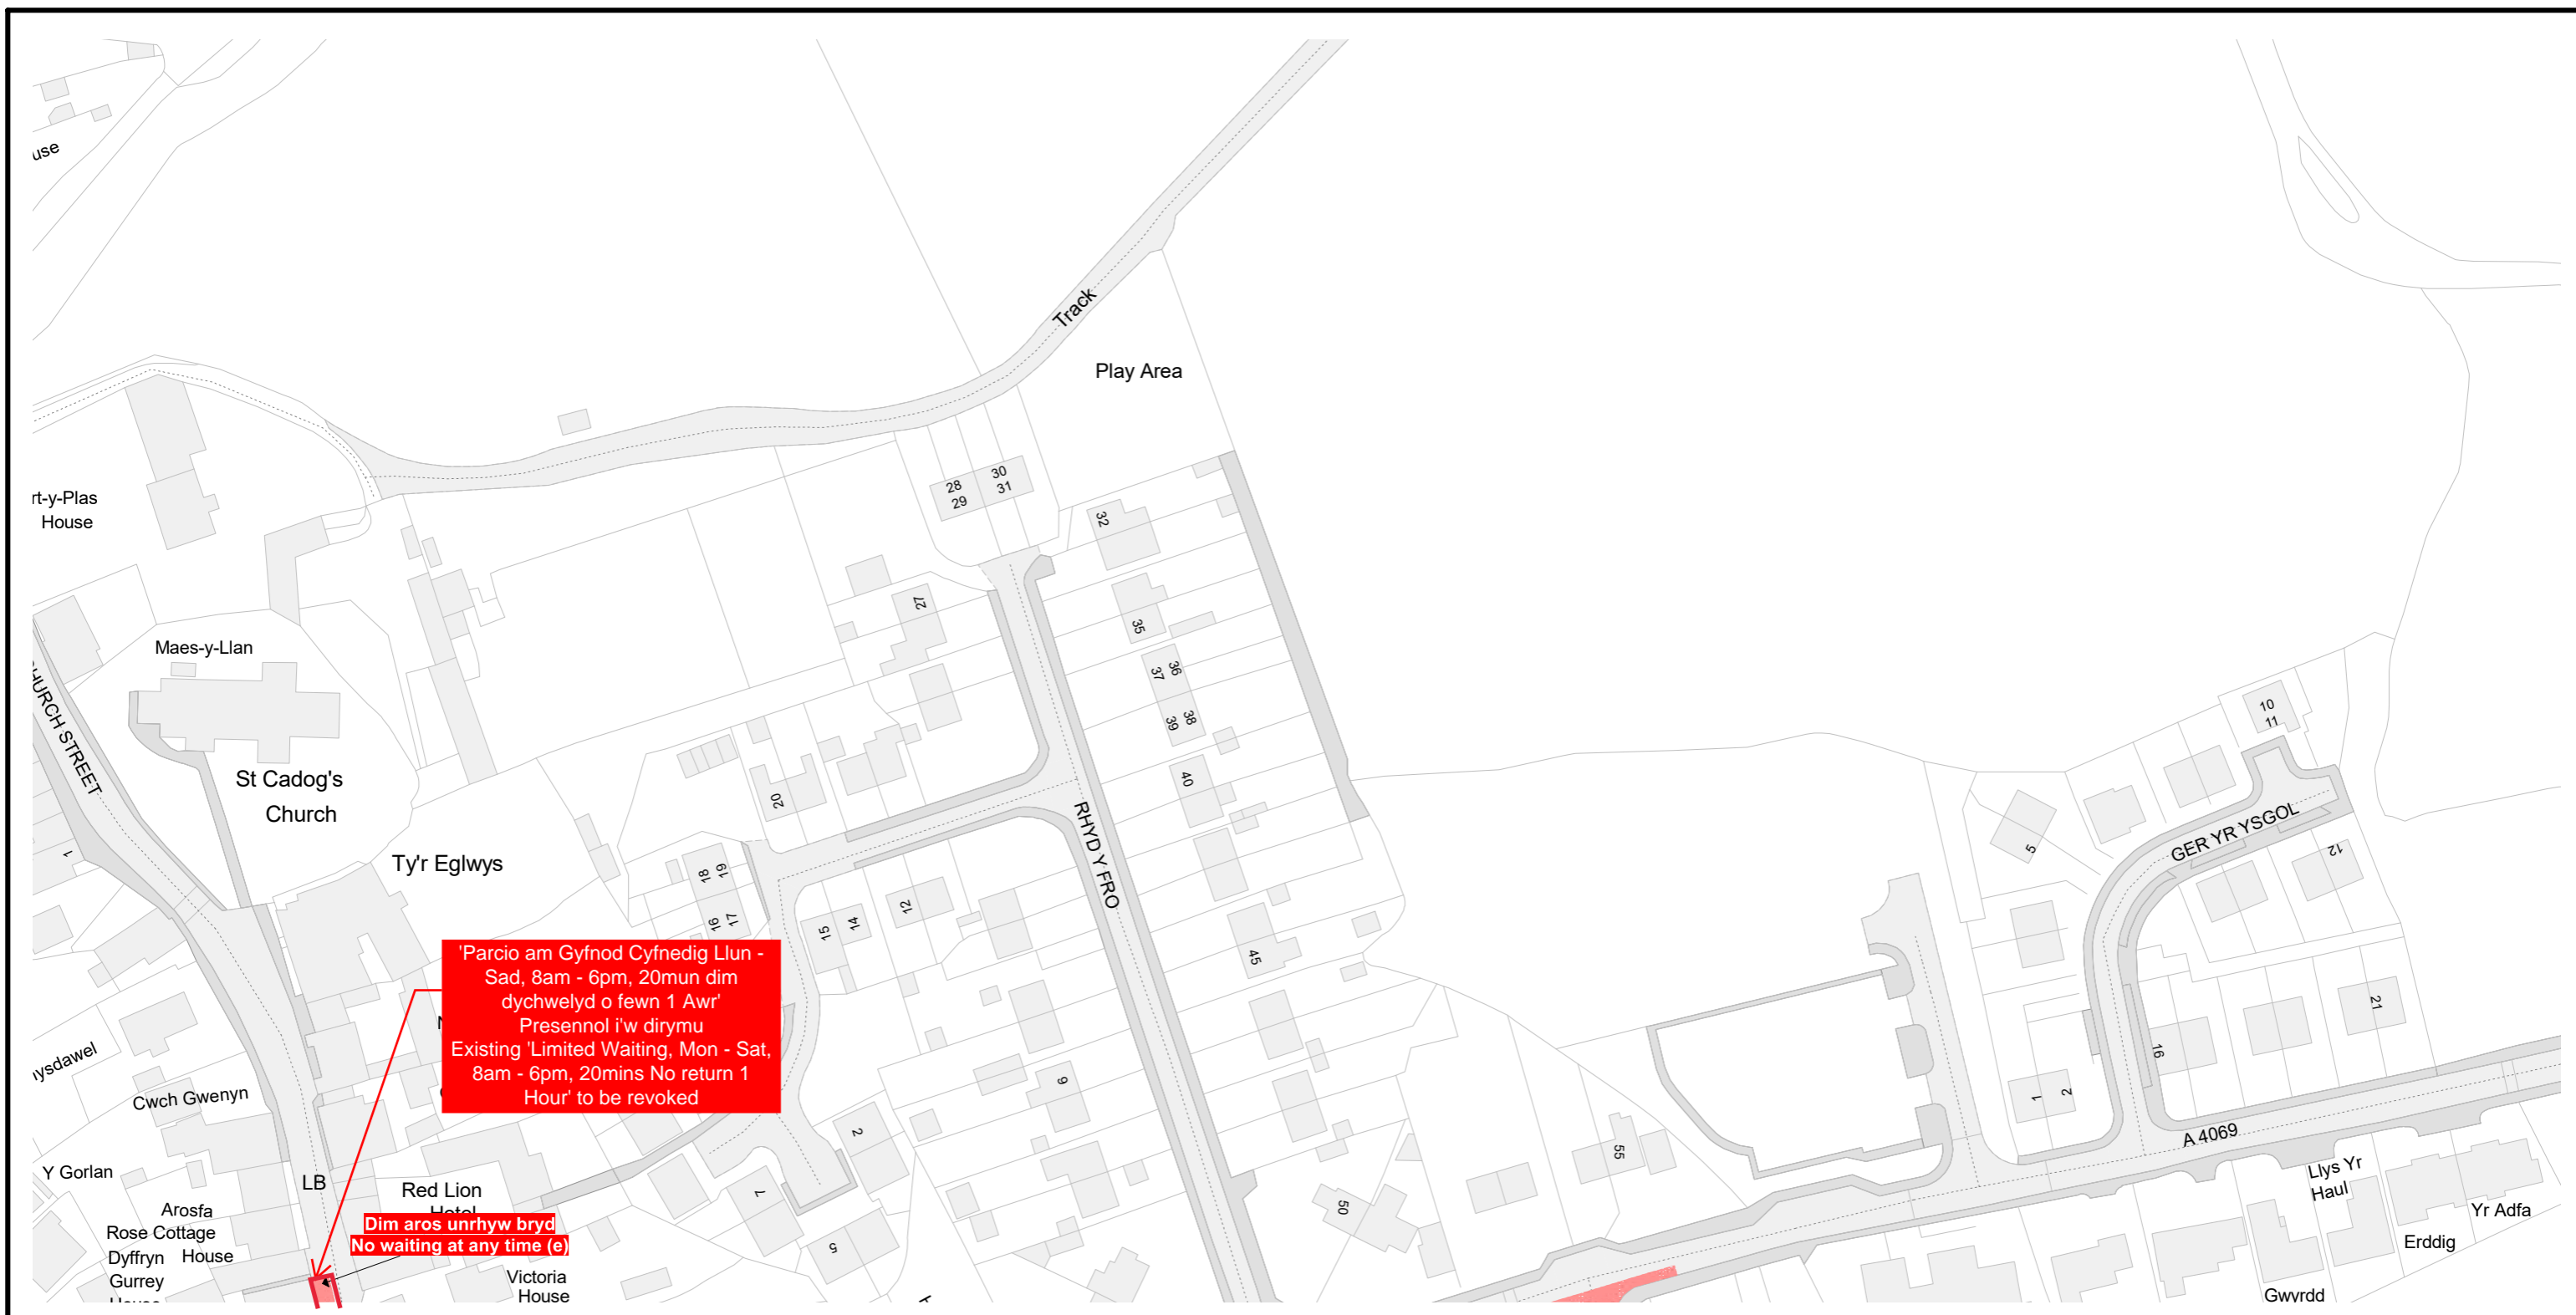 Track
Play Area
House
30
28
31
29
32
27
35
36
37
38
39
Maes-y-Llan
CHURCH STREET
St Cadog's
Church
40
20
10
11
RHYD Y FRO
GER YR YSGOL
5
12
1
Ty'r Eglwys
18
19
16
17
15
14
12
45
'Parcio am Gyfnod Cyfnedig Llun -
Sad, 8am - 6pm, 20mun dim
dychwelyd o fewn 1 Awr'
Presennol i'w dirymu
Existing 'Limited Waiting, Mon - Sat,
8am - 6pm, 20mins No return 1
Hour' to be revoked
21
16
1
2
9
A 4069
Cwch Gwenyn
2
55
Y Gorlan
LB
Red Lion
Hotel
7
50
Llys Yr
Haul
Arosfa
Yr Adfa
Rose Cottage
Dim aros unrhyw bryd
No waiting at any time (e)
House
5
Erddig
Dyffryn
Gurrey
House
Victoria
House
Gwyrdd